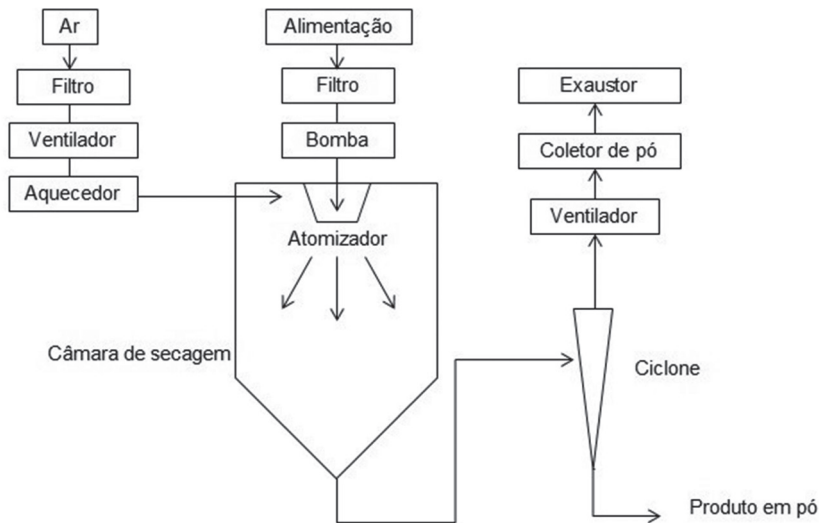 Ar
Alimentação
Filtro
Filtro
Exaustor
Ventilador
Bomba
Coletor de pó
Aquecedor
Ventilador
Atomizador
Câmara de secagem
Ciclone
Produto em pó